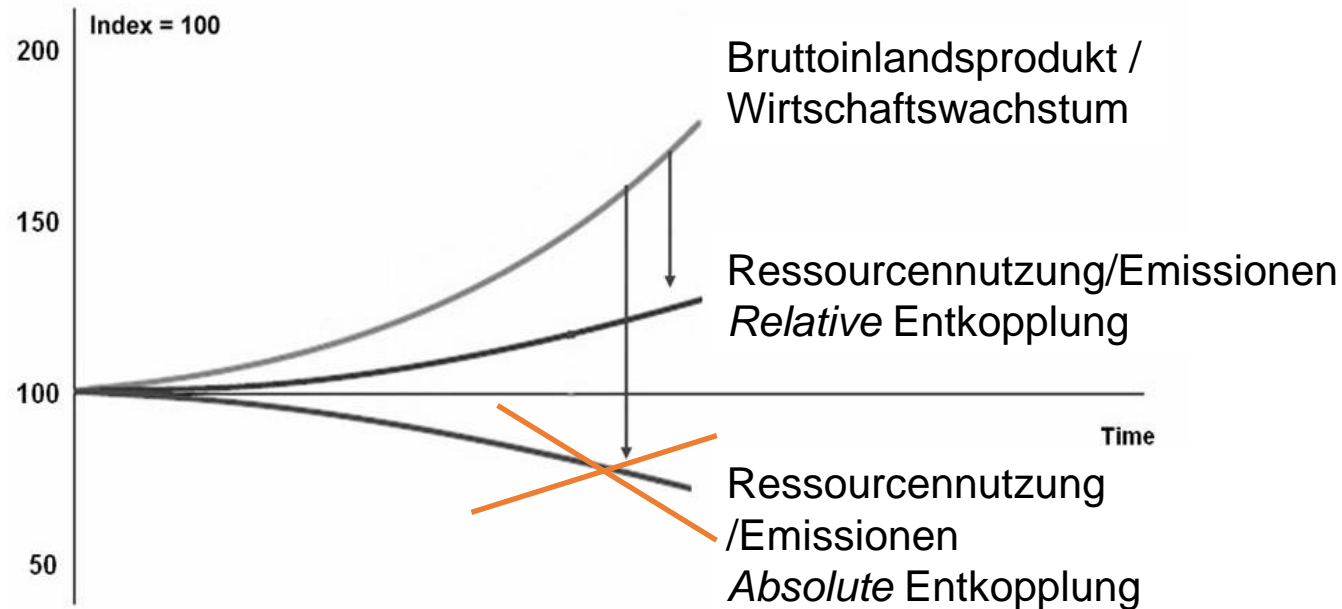 Index = 100
200
Bruttoinlandsprodukt /
Wirtschaftswachstum
150
Ressourcennutzung/Emissionen
Relative Entkopplung
100
Time
Ressourcennutzung
/Emissionen
Absolute Entkopplung
50